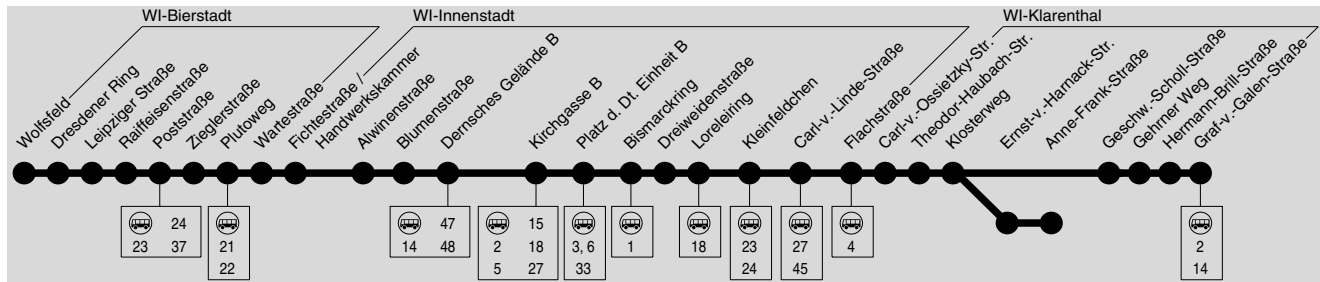 WI-Bierstadt
WI-Innenstadt
WI-Klarenthal
Wolfsfeld
Dresdener Ring
Leipziger Straße
Raiffeisenstraße
Poststraße
Zieglerstraße
Plutoweg
Wartestraße
Fichtestraße /
Handwerkskammer
Alwinenstraße
Blumenstraße
Dernsches Gelände B
Kirchgasse B
Platz d. Dt. Einheit B
Bismarckring
Dreiweidenstraße
Loreleiring
Kleinfeldchen
Carl-v.-Linde-Straße
Flachstraße
Carl-v.-Ossietzky-Str.
Theodor-Haubach-Str.
Klosterweg
Ernst-v.-Harnack-Str.
Anne-Frank-Straße
Geschw.-Scholl-Straße
Gehrner Weg
Hermann-Brill-Straße
Graf-v.-Galen-Straße
24
23 37
21
22
47
14 48
15
2 18
5 27
3, 6
33
1
18
23
24
27
45
4
2
14